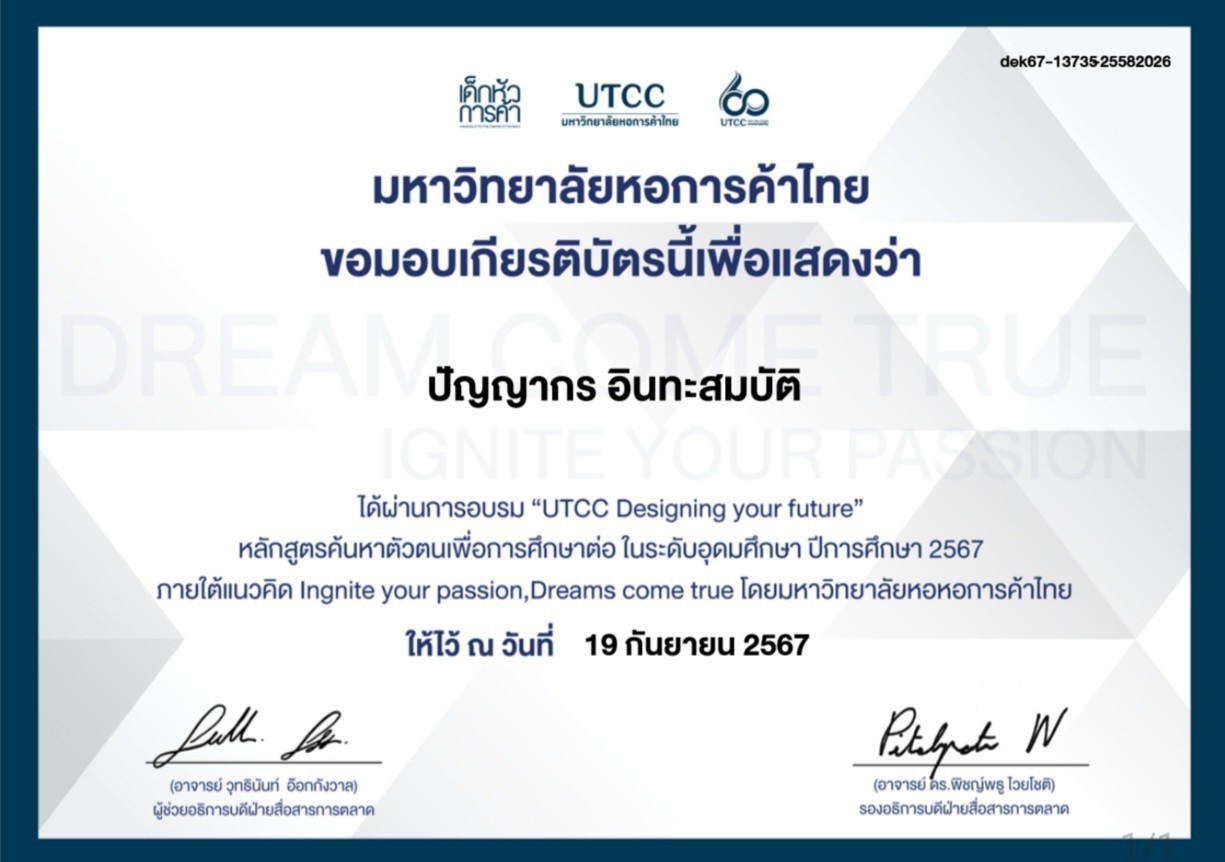 dek67-13735-25582026
เด็กหัว
การค้า
UTCC
มหาวิทยาลัยหอการค้าไทย
60
UTCC
มหาวิทยาลัยหอการค้าไทย
ขอมอบเกียรติบัตรนี้เพื่อแสดงว่า
DREAM COME TRUE
ปัญญากร อินทะสมบัติ
IGNITE YOUR PASSION
ได้ผ่านการอบรม “UTCC Designing your future”
หลักสูตรค้นหาตัวตนเพื่อการศึกษาต่อ ในระดับอุดมศึกษา ปีการศึกษา 2567
ภายใต้แนวคิด Ingnite your passion,Dreams come true โดยมหาวิทยาลัยหอหอการค้าไทย
ให้ไว้ ณ วันที่ 19 กันยายน 2567
(อาจารย์ วุทธินันท์ อ๊อกกังวาล)
ผู้ช่วยอธิการบดีฝ่ายสื่อสารการตลาด
(อาจารย์ ดร.พิชญ์พธู ไวยโชติ)
รองอธิการบดีฝ่ายสื่อสารการตลาด
1/1